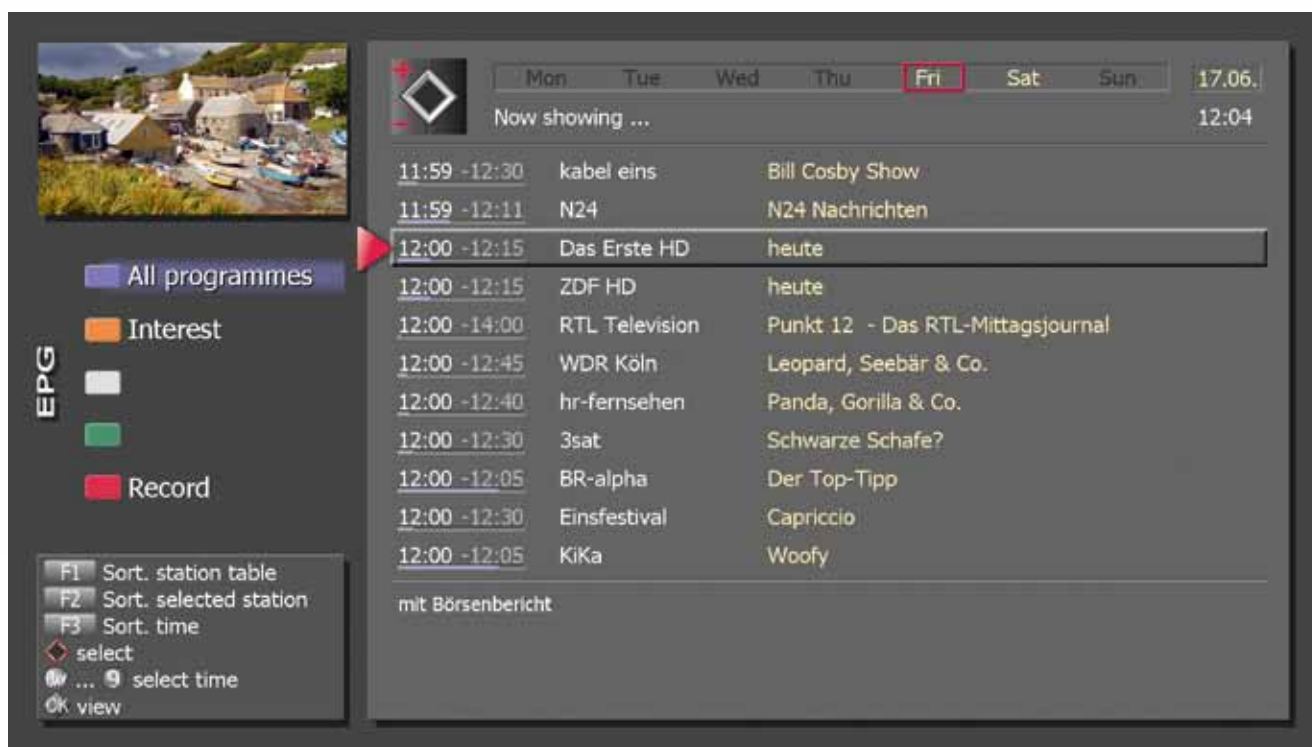 Mon Tue Wed Thu Fri Sat Sun 17.06.
Now showing ... 12:04
11:59 -12:30 kabel eins Bill Cosby Show
11:59 -12:11 N24 N24 Nachrichten
12:00 -12:15 Das Erste HD heute
12:00 -12:15 ZDF HD heute
12:00 -14:00 RTL Television Punkt 12 - Das RTL-Mittagsjournal
12:00 -12:45 WDR Köln Leopard, Seebär & Co.
12:00 -12:40 hr-fernsehen Panda, Gorilla & Co.
12:00 -12:30 3sat Schwarze Schafe?
12:00 -12:05 BR-alpha Der Top-Tipp
12:00 -12:30 Einsfestival Capriccio
12:00 -12:05 KiKa Woofy
mit Börsenbericht
EPG
All programmes
Interest
Record
F1 Sort. station table
F2 Sort. selected station
F3 Sort. time
select
... 9 select time
OK view